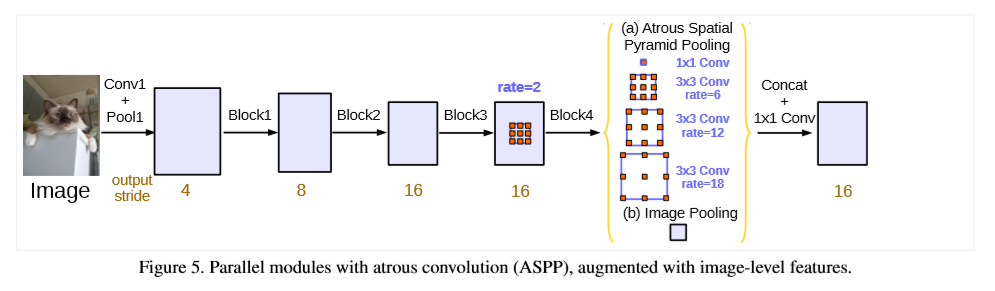 (a) Atrous Spatial
Pyramid Pooling
1x1 Conv
3x3 Conv
rate=6
3x3 Conv
rate=12
3x3 Conv
rate=18
(b) Image Pooling
Conv1
+
Pool1
Block1
Block2
Block3
rate=2
Block4
Concat
+
1x1 Conv
Image
output
stride
4
8
16
16
16
Figure 5. Parallel modules with atrous convolution (ASPP), augmented with image-level features.